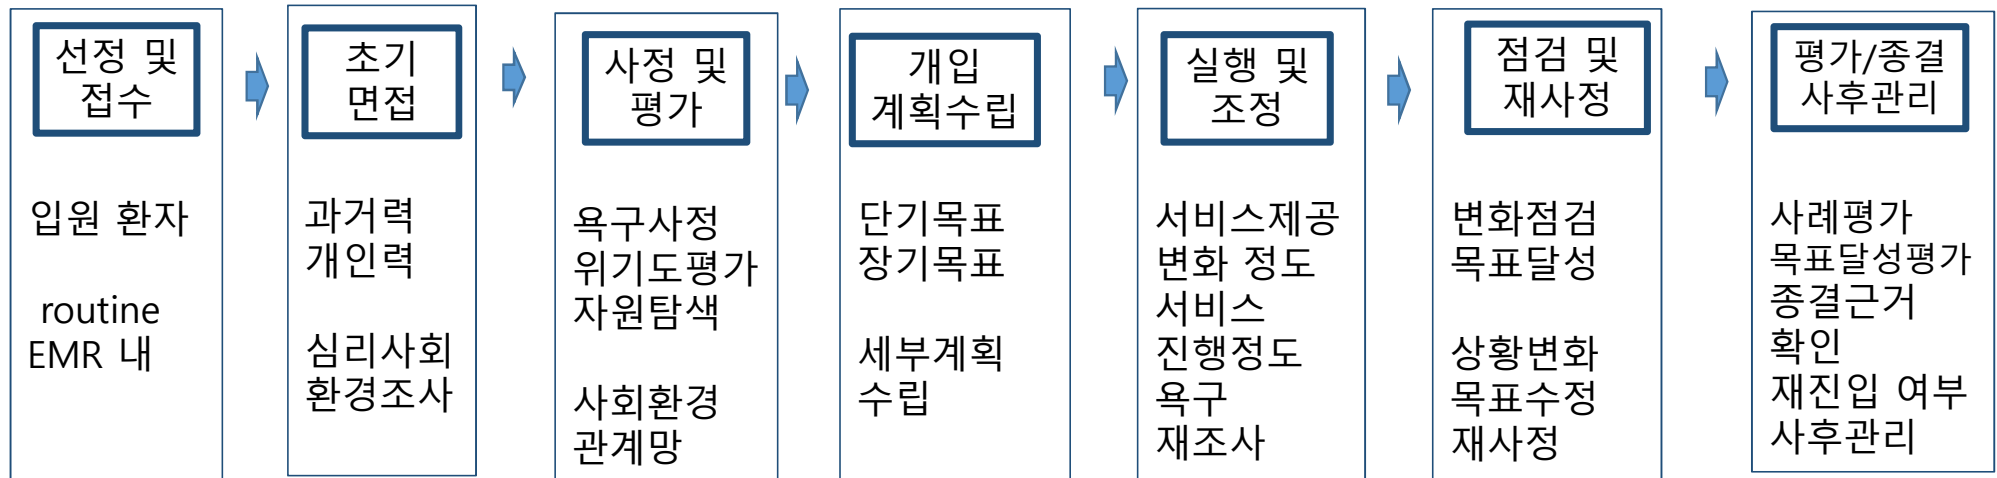 선정 및
접수
입원 환자
routine
EMR 내
초기
면접
과거력
개인력
심리사회
환경조사
사정 및
평가
욕구사정
위기도평가
자원탐색
사회환경
관계망
개입
계획수립
단기목표
장기목표
세부계획
수립
실행 및
조정
서비스제공
변화 정도
서비스
진행정도
욕구
재조사
점검 및
재사정
변화점검
목표달성
상황변화
목표수정
재사정
평가/종결
사후관리
사례평가
목표달성평가
종결근거
확인
재진입 여부
사후관리